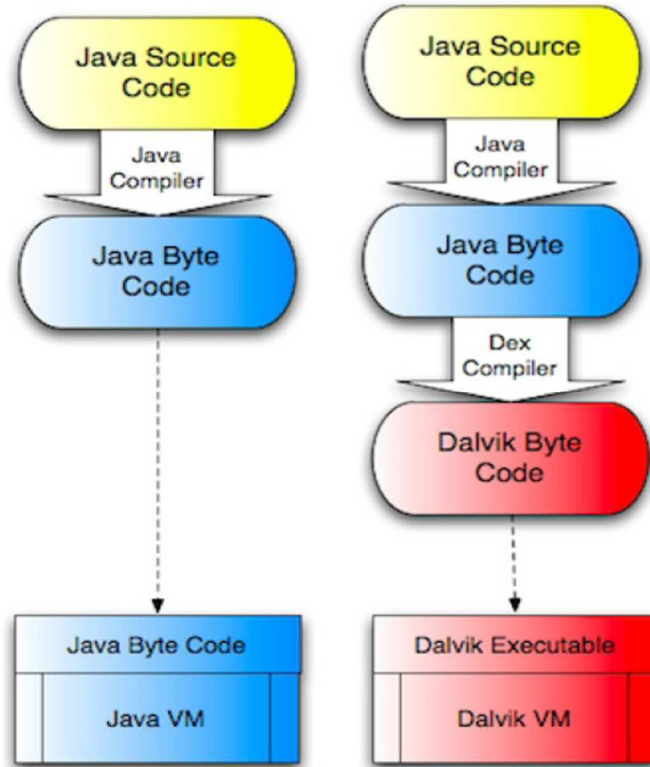 Java Source
Code
Java
Compiler
Java Byte
Code
Java Byte Code
Java VM
Java Source
Code
Java
Compiler
Java Byte
Code
Dex
Compiler
Dalvik Byte
Code
Dalvik Executable
Dalvik VM